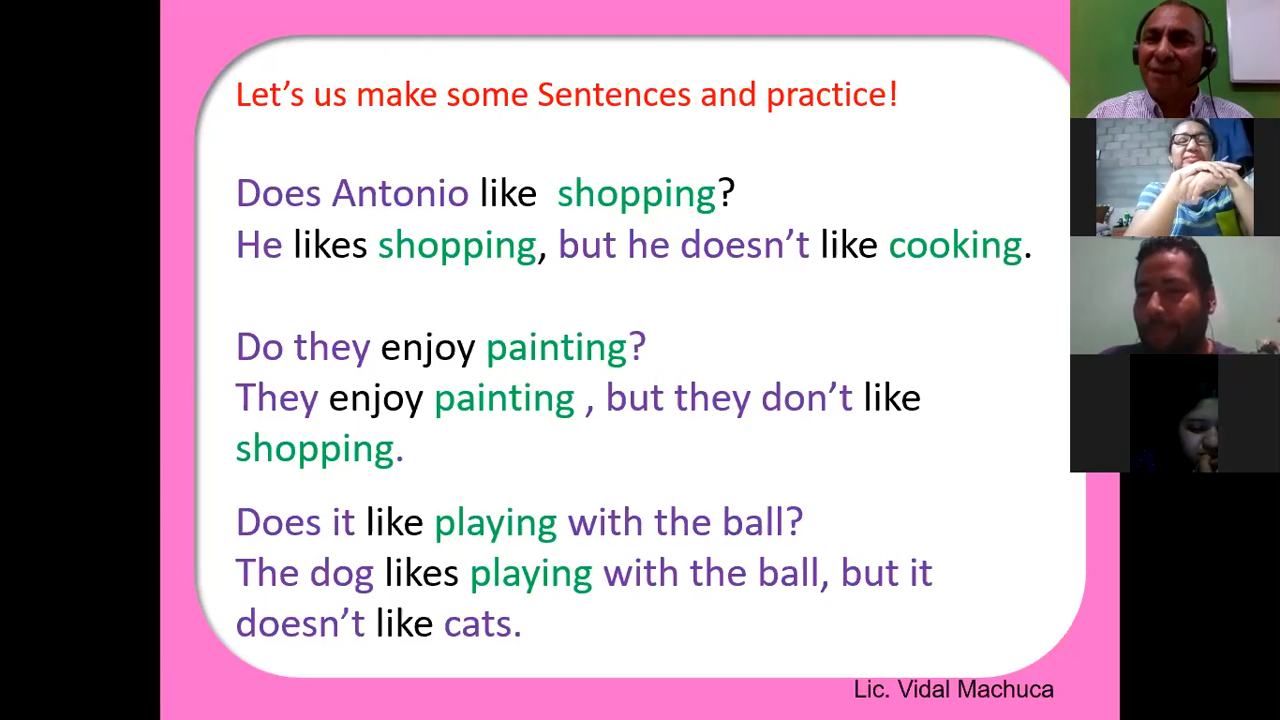 Let’s us make some Sentences and practice!
Does Antonio like shopping?
He likes shopping, but he doesn’t like cooking.
Do they enjoy painting?
They enjoy painting , but they don’t like
shopping.
Does it like playing with the ball?
The dog likes playing with the ball, but it
doesn’t like cats.
Lic. Vidal Machuca